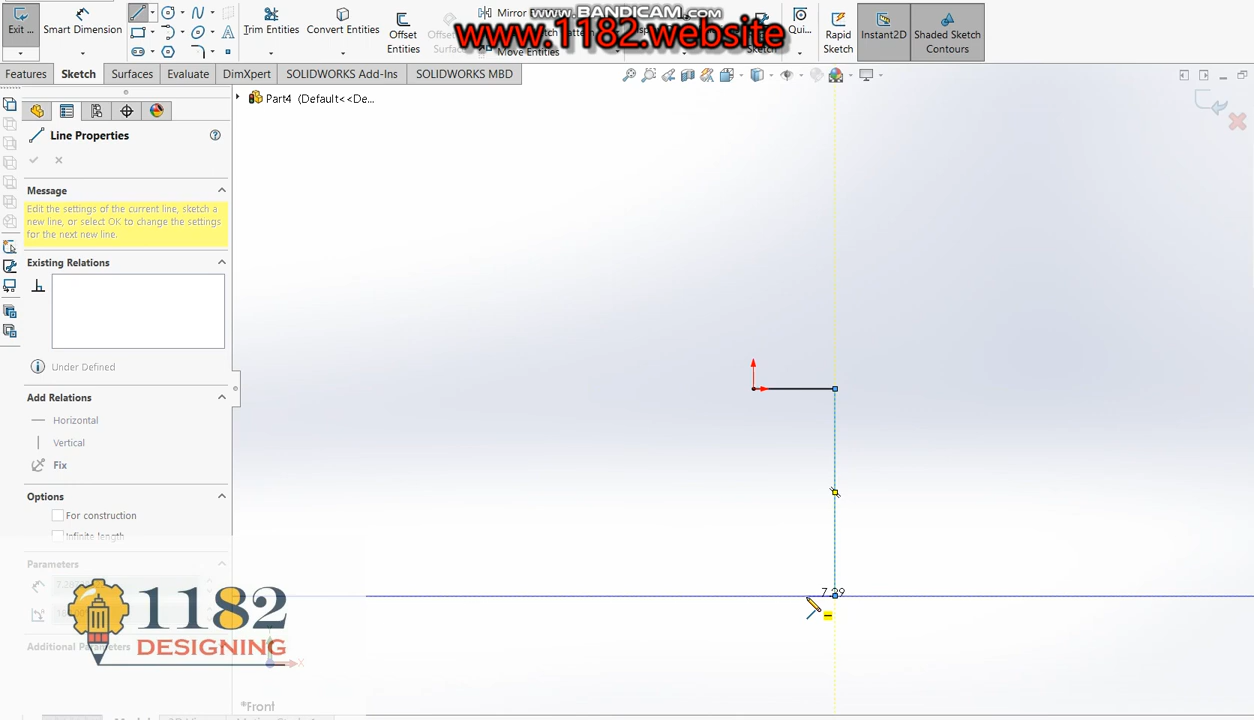 www.BANDICAM.com
www.1182.website
Exit ...
Smart Dimension
Trim Entities
Convert Entities
Offset Entities
Mirror
Move Entities
Sketch
Qui...
Rapid Sketch
Instant2D
Shaded Sketch Contours
Features
Sketch
Surfaces
Evaluate
DimXpert
SOLIDWORKS Add-Ins
SOLIDWORKS MBD
Part4 (Default<<De...
Line Properties
Message
Edit the settings of the current line, sketch a
new line, or select OK to change the settings
for the next new line.
Existing Relations
Under Defined
Add Relations
Horizontal
Vertical
Fix
Options
For construction
Infinite length
Parameters
Additional Parameters
7.29
1182
DESIGNING
X
*Front